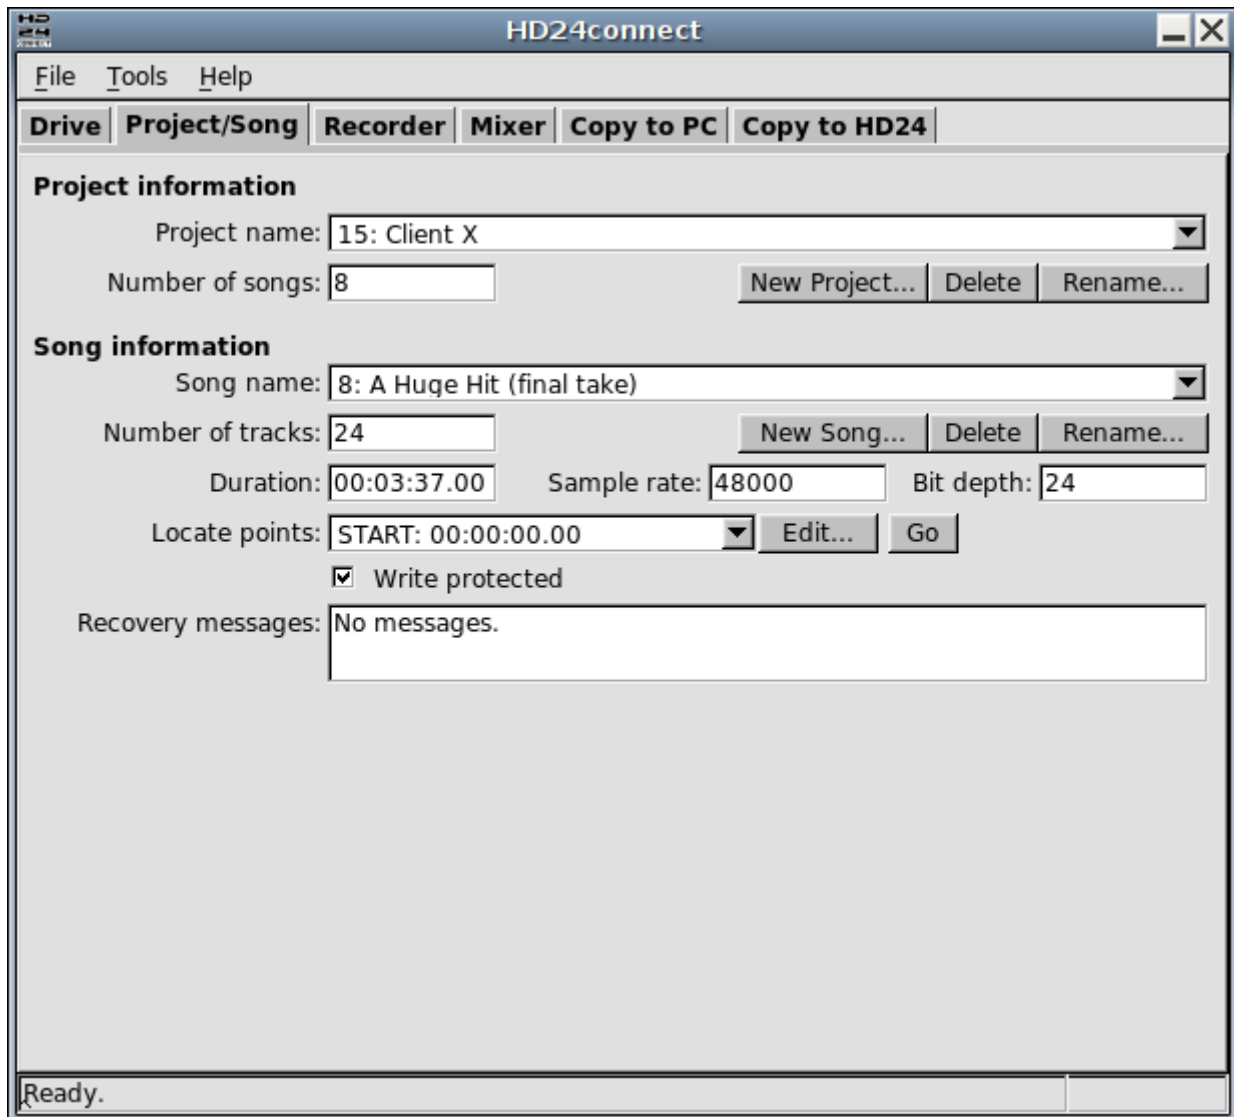 HD24connect
File Tools Help
Drive Project/Song Recorder Mixer Copy to PC Copy to HD24
Project information
Project name: 15: Client X
Number of songs: 8 New Project... Delete Rename...
Song information
Song name: 8: A Huge Hit (final take)
Number of tracks: 24 New Song... Delete Rename...
Duration: 00:03:37.00 Sample rate: 48000 Bit depth: 24
Locate points: START: 00:00:00.00 Edit... Go
Write protected
Recovery messages: No messages.
Ready.